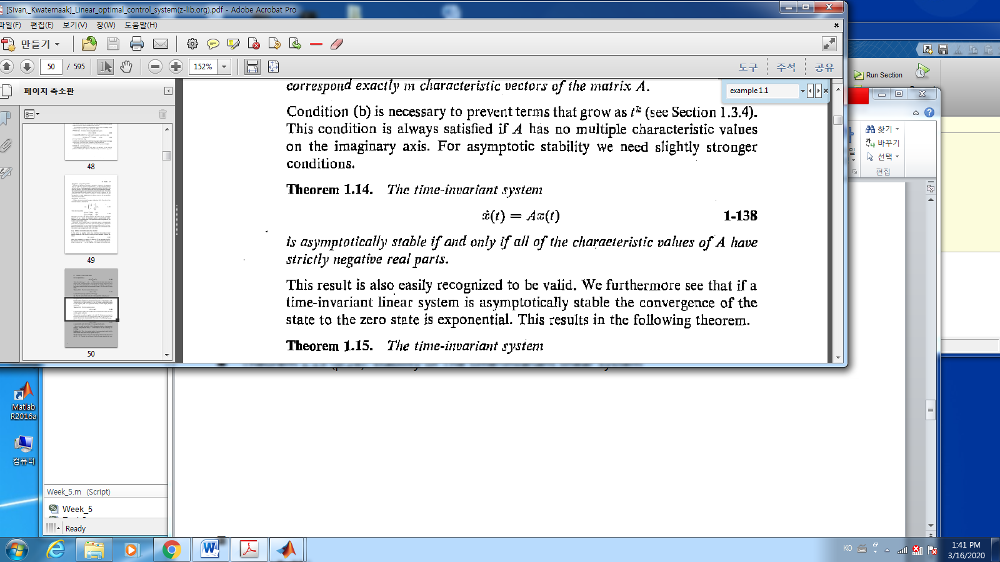 [Sivan,_Kwaternaak]_Linear_optimal_control_system(z-lib.org).pdf - Adobe Acrobat Pro
파일(F) 편집(E) 보기(V) 창(W) 도움말(H)
만들기
50 / 595
152%
도구 주석 공유
페이지 축소판
example1.1
48
49
50
correspond exactly m characteristic vectors of the matrix A.
Condition (b) is necessary to prevent terms that grow as t^k (see Section 1.3.4).
This condition is always satisfied if A has no multiple characteristic values
on the imaginary axis. For asymptotic stability we need slightly stronger
conditions.
Theorem 1.14. The time-invariant system
ẋ(t) = Ax(t) 1-138
is asymptotically stable if and only if all of the characteristic values of A have
strictly negative real parts.
This result is also easily recognized to be valid. We furthermore see that if a
time-invariant linear system is asymptotically stable the convergence of the
state to the zero state is exponential. This results in the following theorem.
Theorem 1.15. The time-invariant system
Run Section
찾기
바꾸기
선택
편집
Matlab
R2016a
컴퓨터
Week_5.m (Script)
Week_5
Ready
KO
1:41 PM
3/16/2020